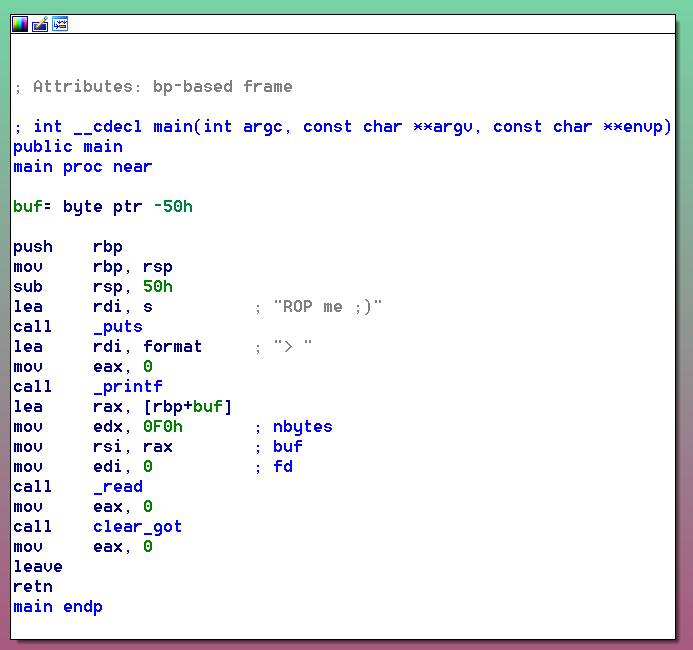 ; Attributes: bp-based frame
; int __cdecl main(int argc, const char **argv, const char **envp)
public main
main proc near
buf= byte ptr -50h
push    rbp
mov     rbp, rsp
sub     rsp, 50h
lea     rdi, s          ; "ROP me ;)"
call    _puts
lea     rdi, format     ; "> "
mov     eax, 0
call    _printf
lea     rax, [rbp+buf]
mov     edx, 0F0h       ; nbytes
mov     rsi, rax        ; buf
mov     edi, 0          ; fd
call    _read
mov     eax, 0
call    clear_got
mov     eax, 0
leave
retn
main endp